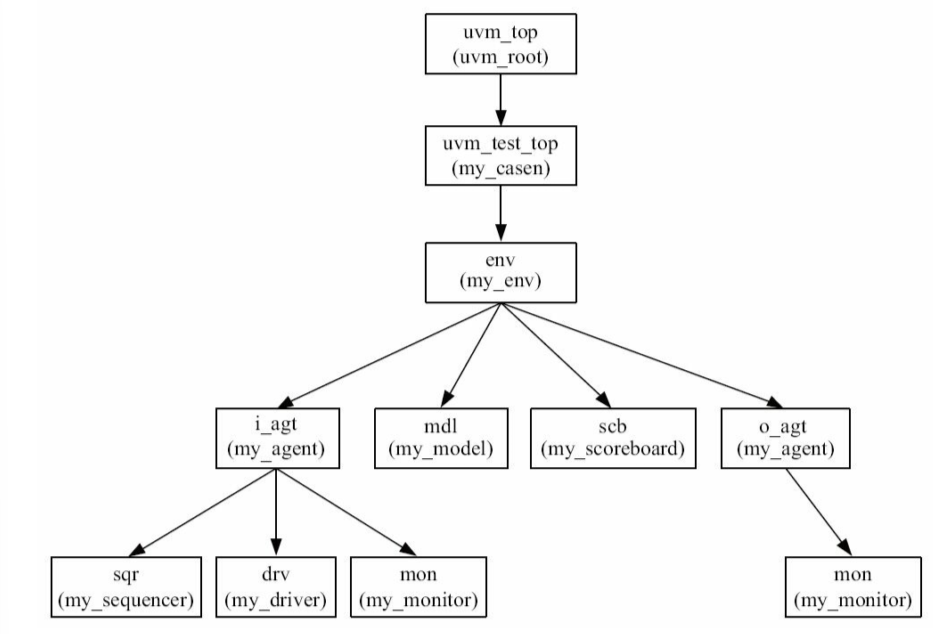 uvm_top
(uvm_root)
uvm_test_top
(my_casen)
env
(my_env)
i_agt
(my_agent)
mdl
(my_model)
scb
(my_scoreboard)
o_agt
(my_agent)
sqr
(my_sequencer)
drv
(my_driver)
mon
(my_monitor)
mon
(my_monitor)